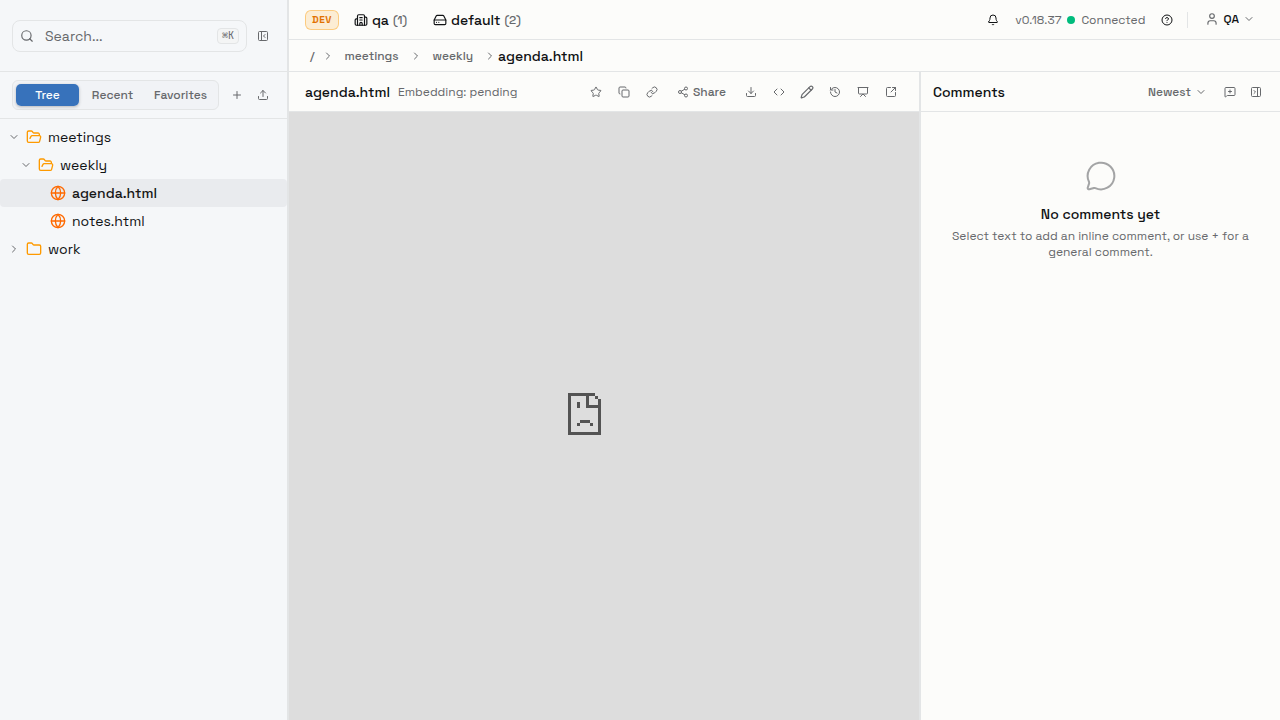 Search...
⌘K
Tree
Recent
Favorites
meetings
weekly
agenda.html
notes.html
work
DEV
qa (1)
default (2)
v0.18.37
Connected
QA
/
meetings
weekly
agenda.html
agenda.html
Embedding: pending
Share
Comments
Newest
No comments yet
Select text to add an inline comment, or use + for a
general comment.